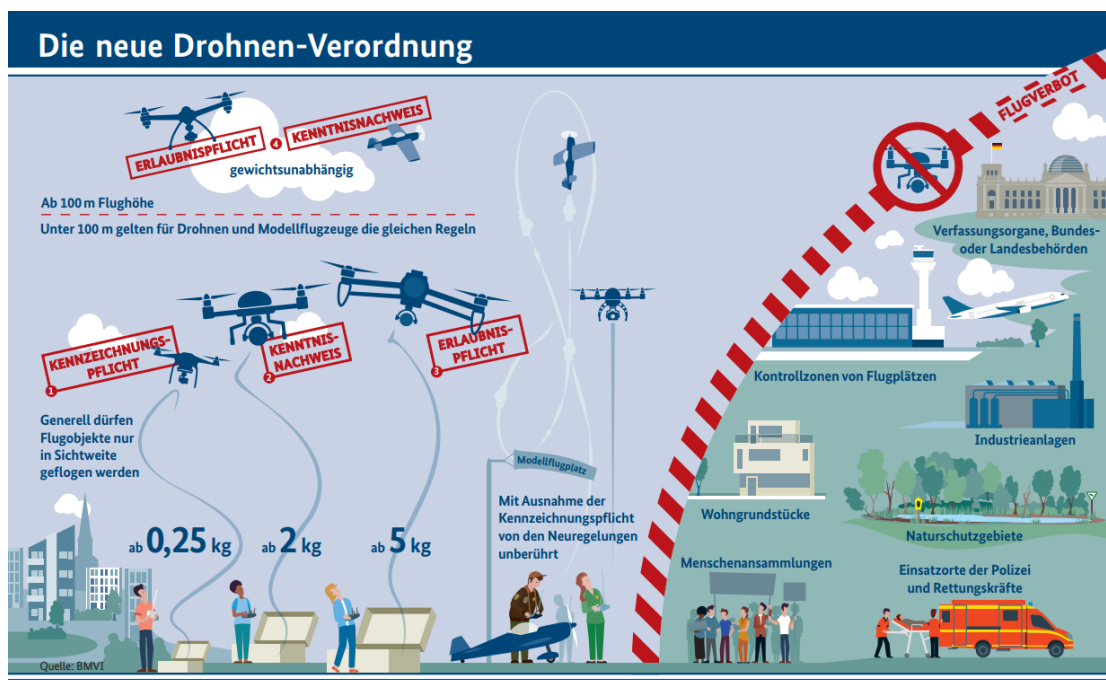 Die neue Drohnen-Verordnung
ERLAUBNISPFLICHT
4
KENNTNISNACHWEIS
gewichtsunabhängig
Ab 100 m Flughöhe
Unter 100 m gelten für Drohnen und Modellflugzeuge die gleichen Regeln
KENNZEICHNUNGS-
PFLICHT
1
KENNTNIS-
NACHWEIS
2
ERLAUBNIS-
PFLICHT
3
Generell dürfen
Flugobjekte nur
in Sichtweite
geflogen werden
ab 0,25 kg
ab 2 kg
ab 5 kg
Modellflugplatz
Mit Ausnahme der
Kennzeichnungspflicht
von den Neuregelungen
unberührt
FLUGVERBOT
Verfassungsorgane, Bundes-
oder Landesbehörden
Kontrollzonen von Flugplätzen
Industrieanlagen
Wohngrundstücke
Naturschutzgebiete
Menschenansammlungen
Einsatzorte der Polizei
und Rettungskräfte
Quelle: BMVI